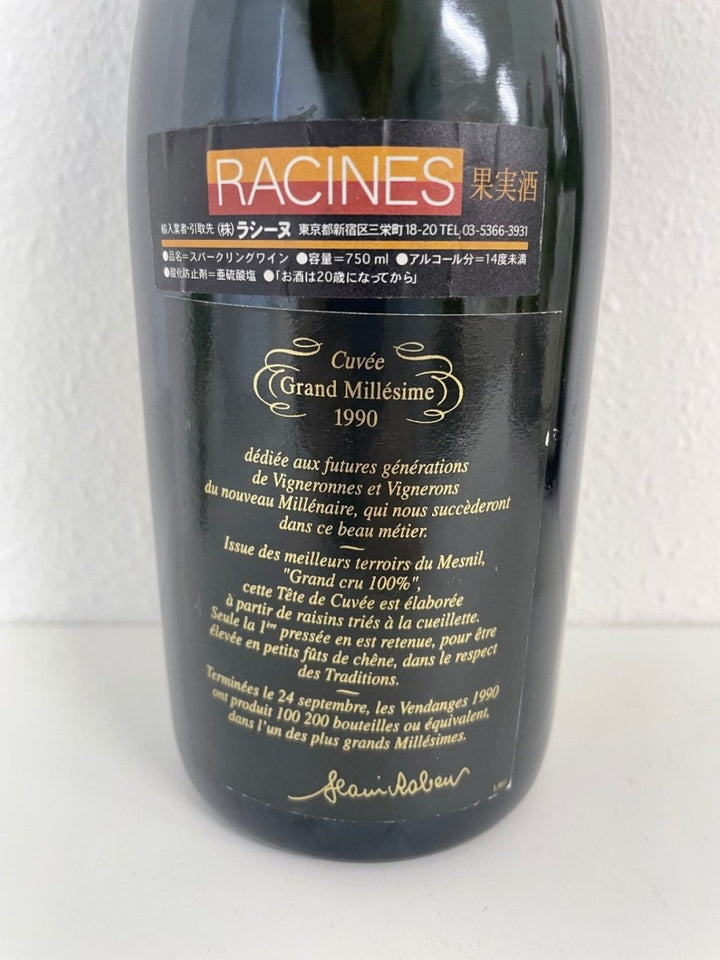 RACINES 果実酒
輸入業者・引取先 (株) ラシーヌ 東京都新宿区三栄町18-20 TEL,03-5366-3931
●品名=スパークリングワイン ●容量=750 ml ●アルコール分=14度未満
●酸化防止剤=亜硫酸塩 ●「お酒は20歳になってから」
Cuvée
Grand Millésime
1990
dédiée aux futures générations
de Vigneronnes et Vignerons
du nouveau Millénaire, qui nous succèderont
dans ce beau métier.
Issue des meilleurs terroirs du Mesnil,
"Grand cru 100%",
cette Tête de Cuvée est élaborée
à partir de raisins triés à la cueillette.
Seule la 1ère pressée en est retenue, pour être
élevée en petits fûts de chêne, dans le respect
des Traditions.
Terminées le 24 septembre, les Vendanges 1990
ont produit 100 200 bouteilles ou équivalent,
dans l'un des plus grands Millésimes.